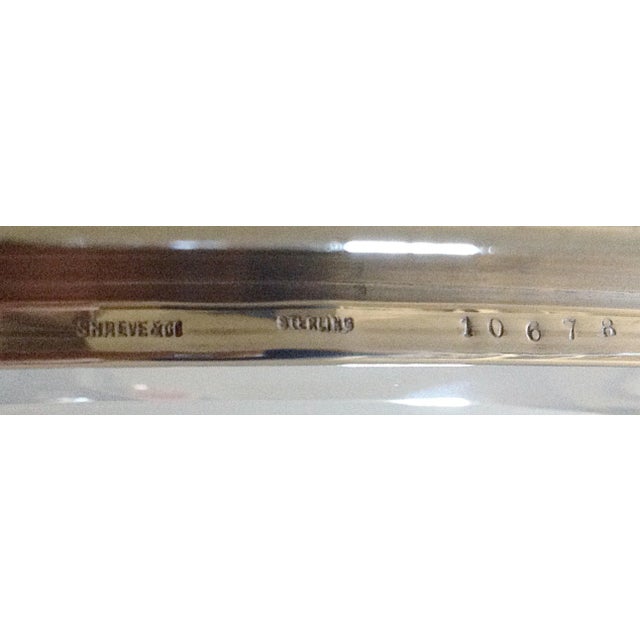 SHREVE & CO STERLING 10678